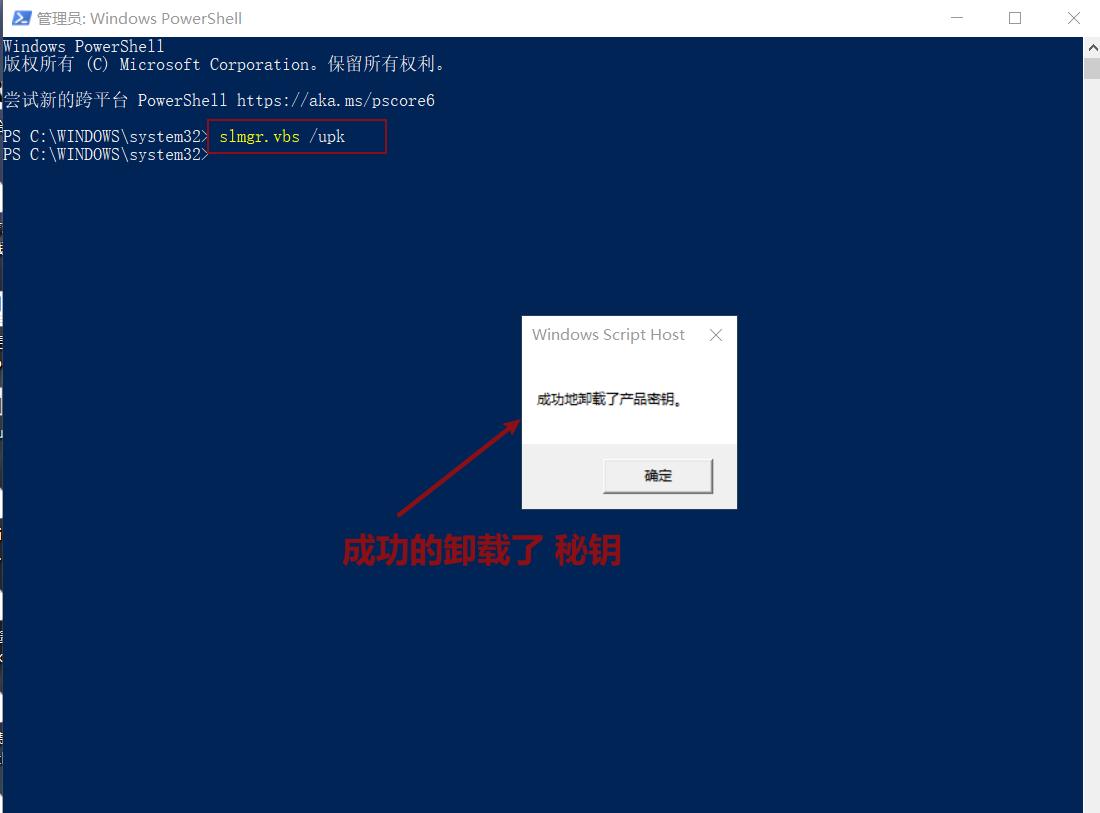 管理员: Windows PowerShell
Windows PowerShell
版权所有 (C) Microsoft Corporation。保留所有权利。
尝试新的跨平台 PowerShell https://aka.ms/pscore6
PS C:\WINDOWS\system32> slmgr.vbs /upk
PS C:\WINDOWS\system32>
Windows Script Host
成功地卸载了产品密钥。
确定
成功的卸载了 秘钥